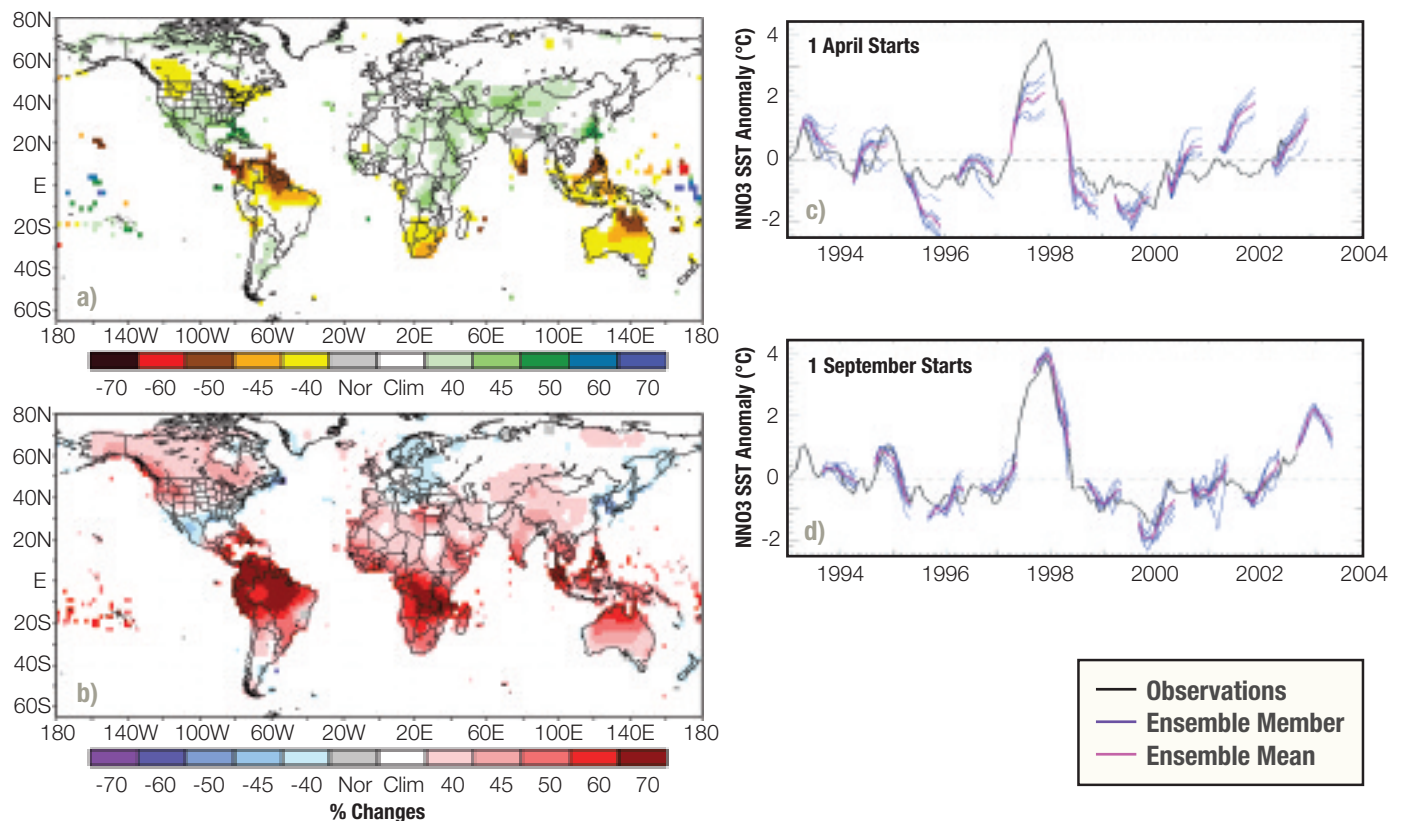 80N
60N
40N
20N
E
20S
40S
60S
a)
180 140W 100W 60W 20W 20E 60E 100E 140E 180
-70 -60 -50 -45 -40 Nor Clim 40 45 50 60 70
80N
60N
40N
20N
E
20S
40S
60S
b)
180 140W 100W 60W 20W 20E 60E 100E 140E 180
-70 -60 -50 -45 -40 Nor Clim 40 45 50 60 70
% Changes
NNO3 SST Anomaly (°C)
1 April Starts
4
2
0
-2
c)
1994 1996 1998 2000 2002 2004
NNO3 SST Anomaly (°C)
1 September Starts
4
2
0
-2
d)
1994 1996 1998 2000 2002 2004
Observations
Ensemble Member
Ensemble Mean